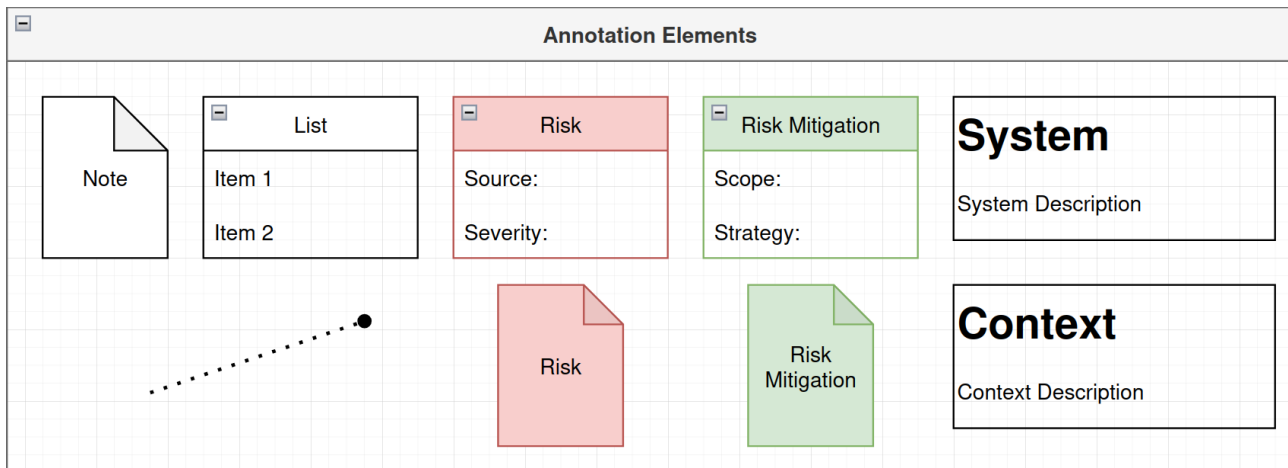 Annotation Elements
Note
List
Item 1
Item 2
Risk
Source:
Severity:
Risk Mitigation
Scope:
Strategy:
System
System Description
Risk
Risk
Mitigation
Context
Context Description